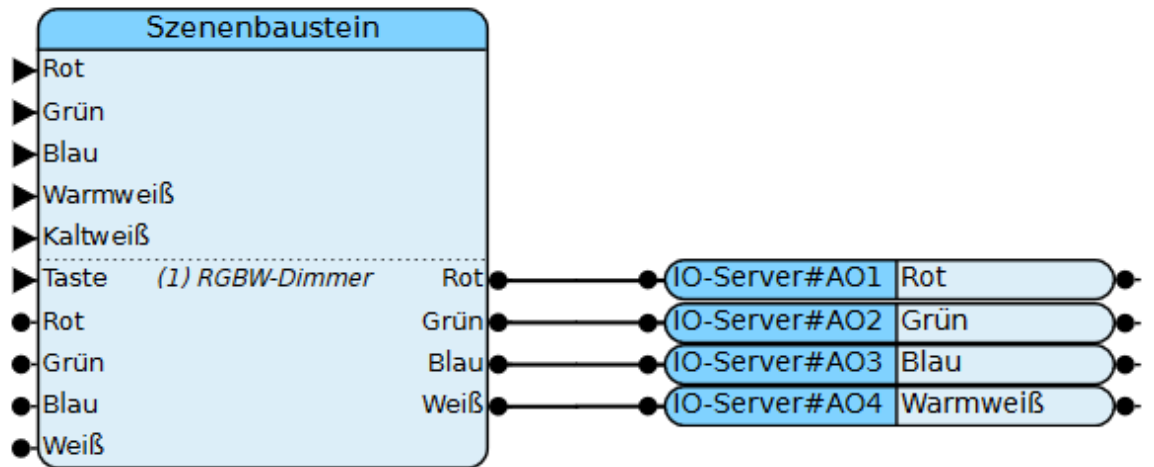 Szenenbaustein
Rot
Grün
Blau
Warmweiß
Kaltweiß
Taste (1) RGBW-Dimmer Rot IO-Server#AO1 Rot
Rot Grün IO-Server#AO2 Grün
Grün Blau IO-Server#AO3 Blau
Blau Weiß IO-Server#AO4 Warmweiß
Weiß